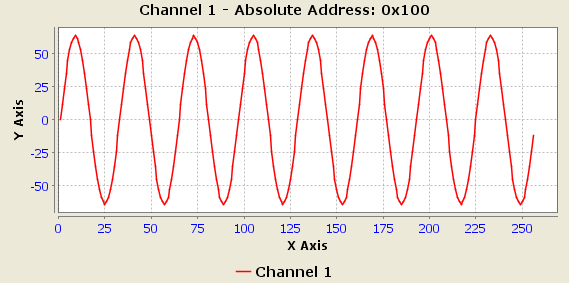 Channel 1 - Absolute Address: 0x100
Y Axis
50
25
0
-25
-50
0 25 50 75 100 125 150 175 200 225 250
X Axis
Channel 1